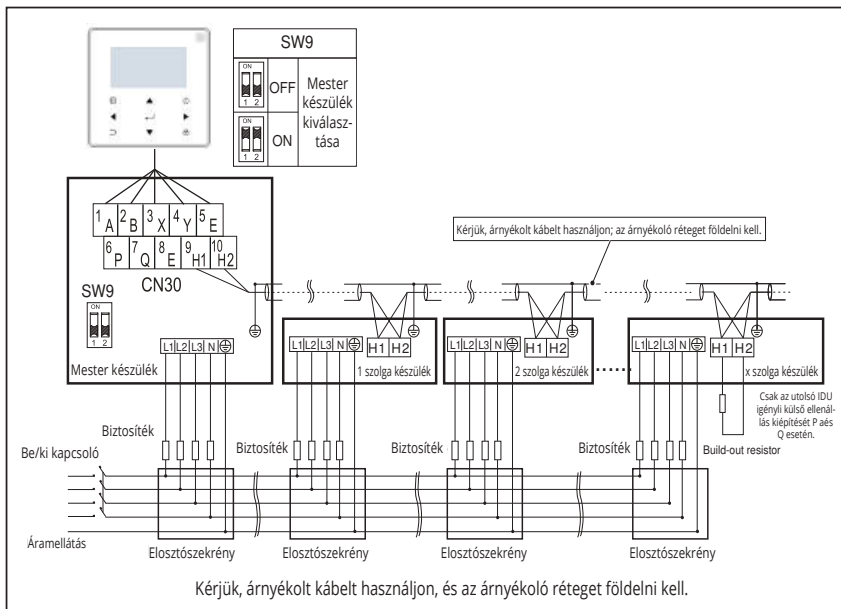 SW9
ON
1 2
OFF
ON
1 2
ON
Mester
készülék
kiválasz-
tása
1 A 2 B 3 X 4 Y 5 E
6 P 7 Q 8 E 9 H1 10 H2
CN30
SW9
ON
1 2
Kérjük, árnyékolt kábelt használjon; az árnyékoló réteget földelni kell.
L1 L2 L3 N
Mester készülék
L1 L2 L3 N
H1 H2
1 szolga készülék
L1 L2 L3 N
H1 H2
2 szolga készülék
L1 L2 L3 N
H1 H2
x szolga készülék
Csak az utolsó IDU
igényli külső ellenál-
lás kiépítését P aés
Q esetén.
Build-out resistor
Biztosíték
Biztosíték
Biztosíték
Biztosíték
Be/ki kapcsoló
Áramellátás
Elosztószekrény
Elosztószekrény
Elosztószekrény
Elosztószekrény
Kérjük, árnyékolt kábelt használjon, és az árnyékoló réteget földelni kell.